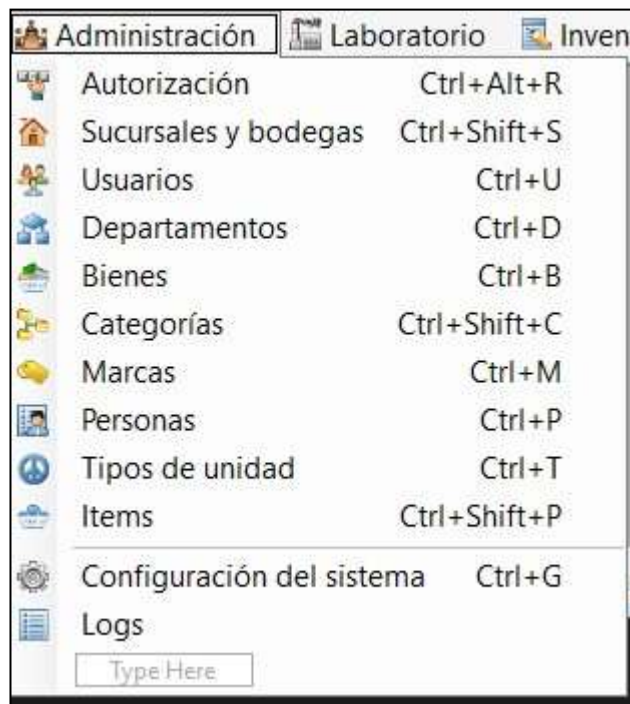 Administración Laboratorio Inven
Autorización Ctrl+Alt+R
Sucursales y bodegas Ctrl+Shift+S
Usuarios Ctrl+U
Departamentos Ctrl+D
Bienes Ctrl+B
Categorías Ctrl+Shift+C
Marcas Ctrl+M
Personas Ctrl+P
Tipos de unidad Ctrl+T
Items Ctrl+Shift+P
Configuración del sistema Ctrl+G
Logs
Type Here